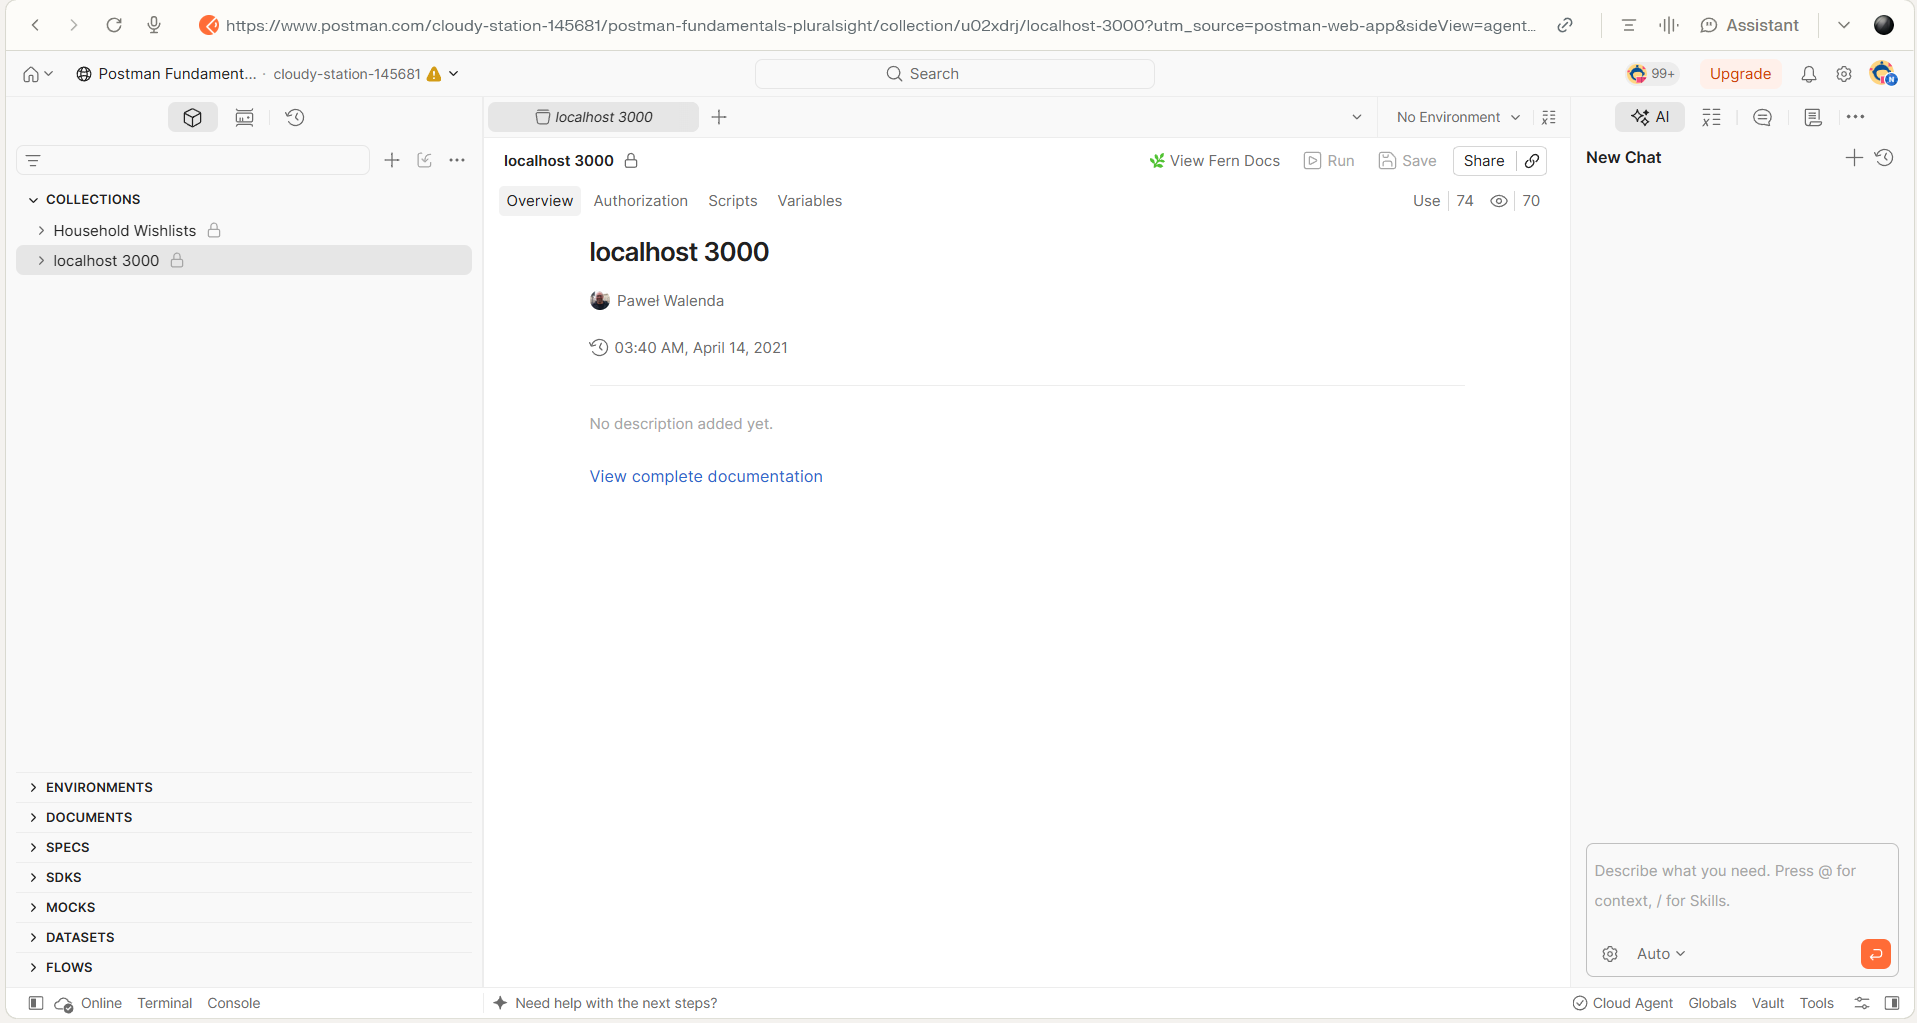 https://www.postman.com/cloudy-station-145681/postman-fundamentals-pluralsight/collection/u02xdrj/localhost-3000?utm_source=postman-web-app&sideView=agent...
Assistant
Postman Fundament... · cloudy-station-145681
Search
99+
Upgrade
N
localhost 3000
No Environment
AI
localhost 3000
View Fern Docs
Run
Save
Share
New Chat
COLLECTIONS
Overview
Authorization
Scripts
Variables
Use
74
70
Household Wishlists
localhost 3000
localhost 3000
Paweł Walenda
03:40 AM, April 14, 2021
No description added yet.
View complete documentation
ENVIRONMENTS
DOCUMENTS
SPECS
SDKS
MOCKS
DATASETS
FLOWS
Describe what you need. Press @ for
context, / for Skills.
Auto
Online
Terminal
Console
Need help with the next steps?
Cloud Agent
Globals
Vault
Tools